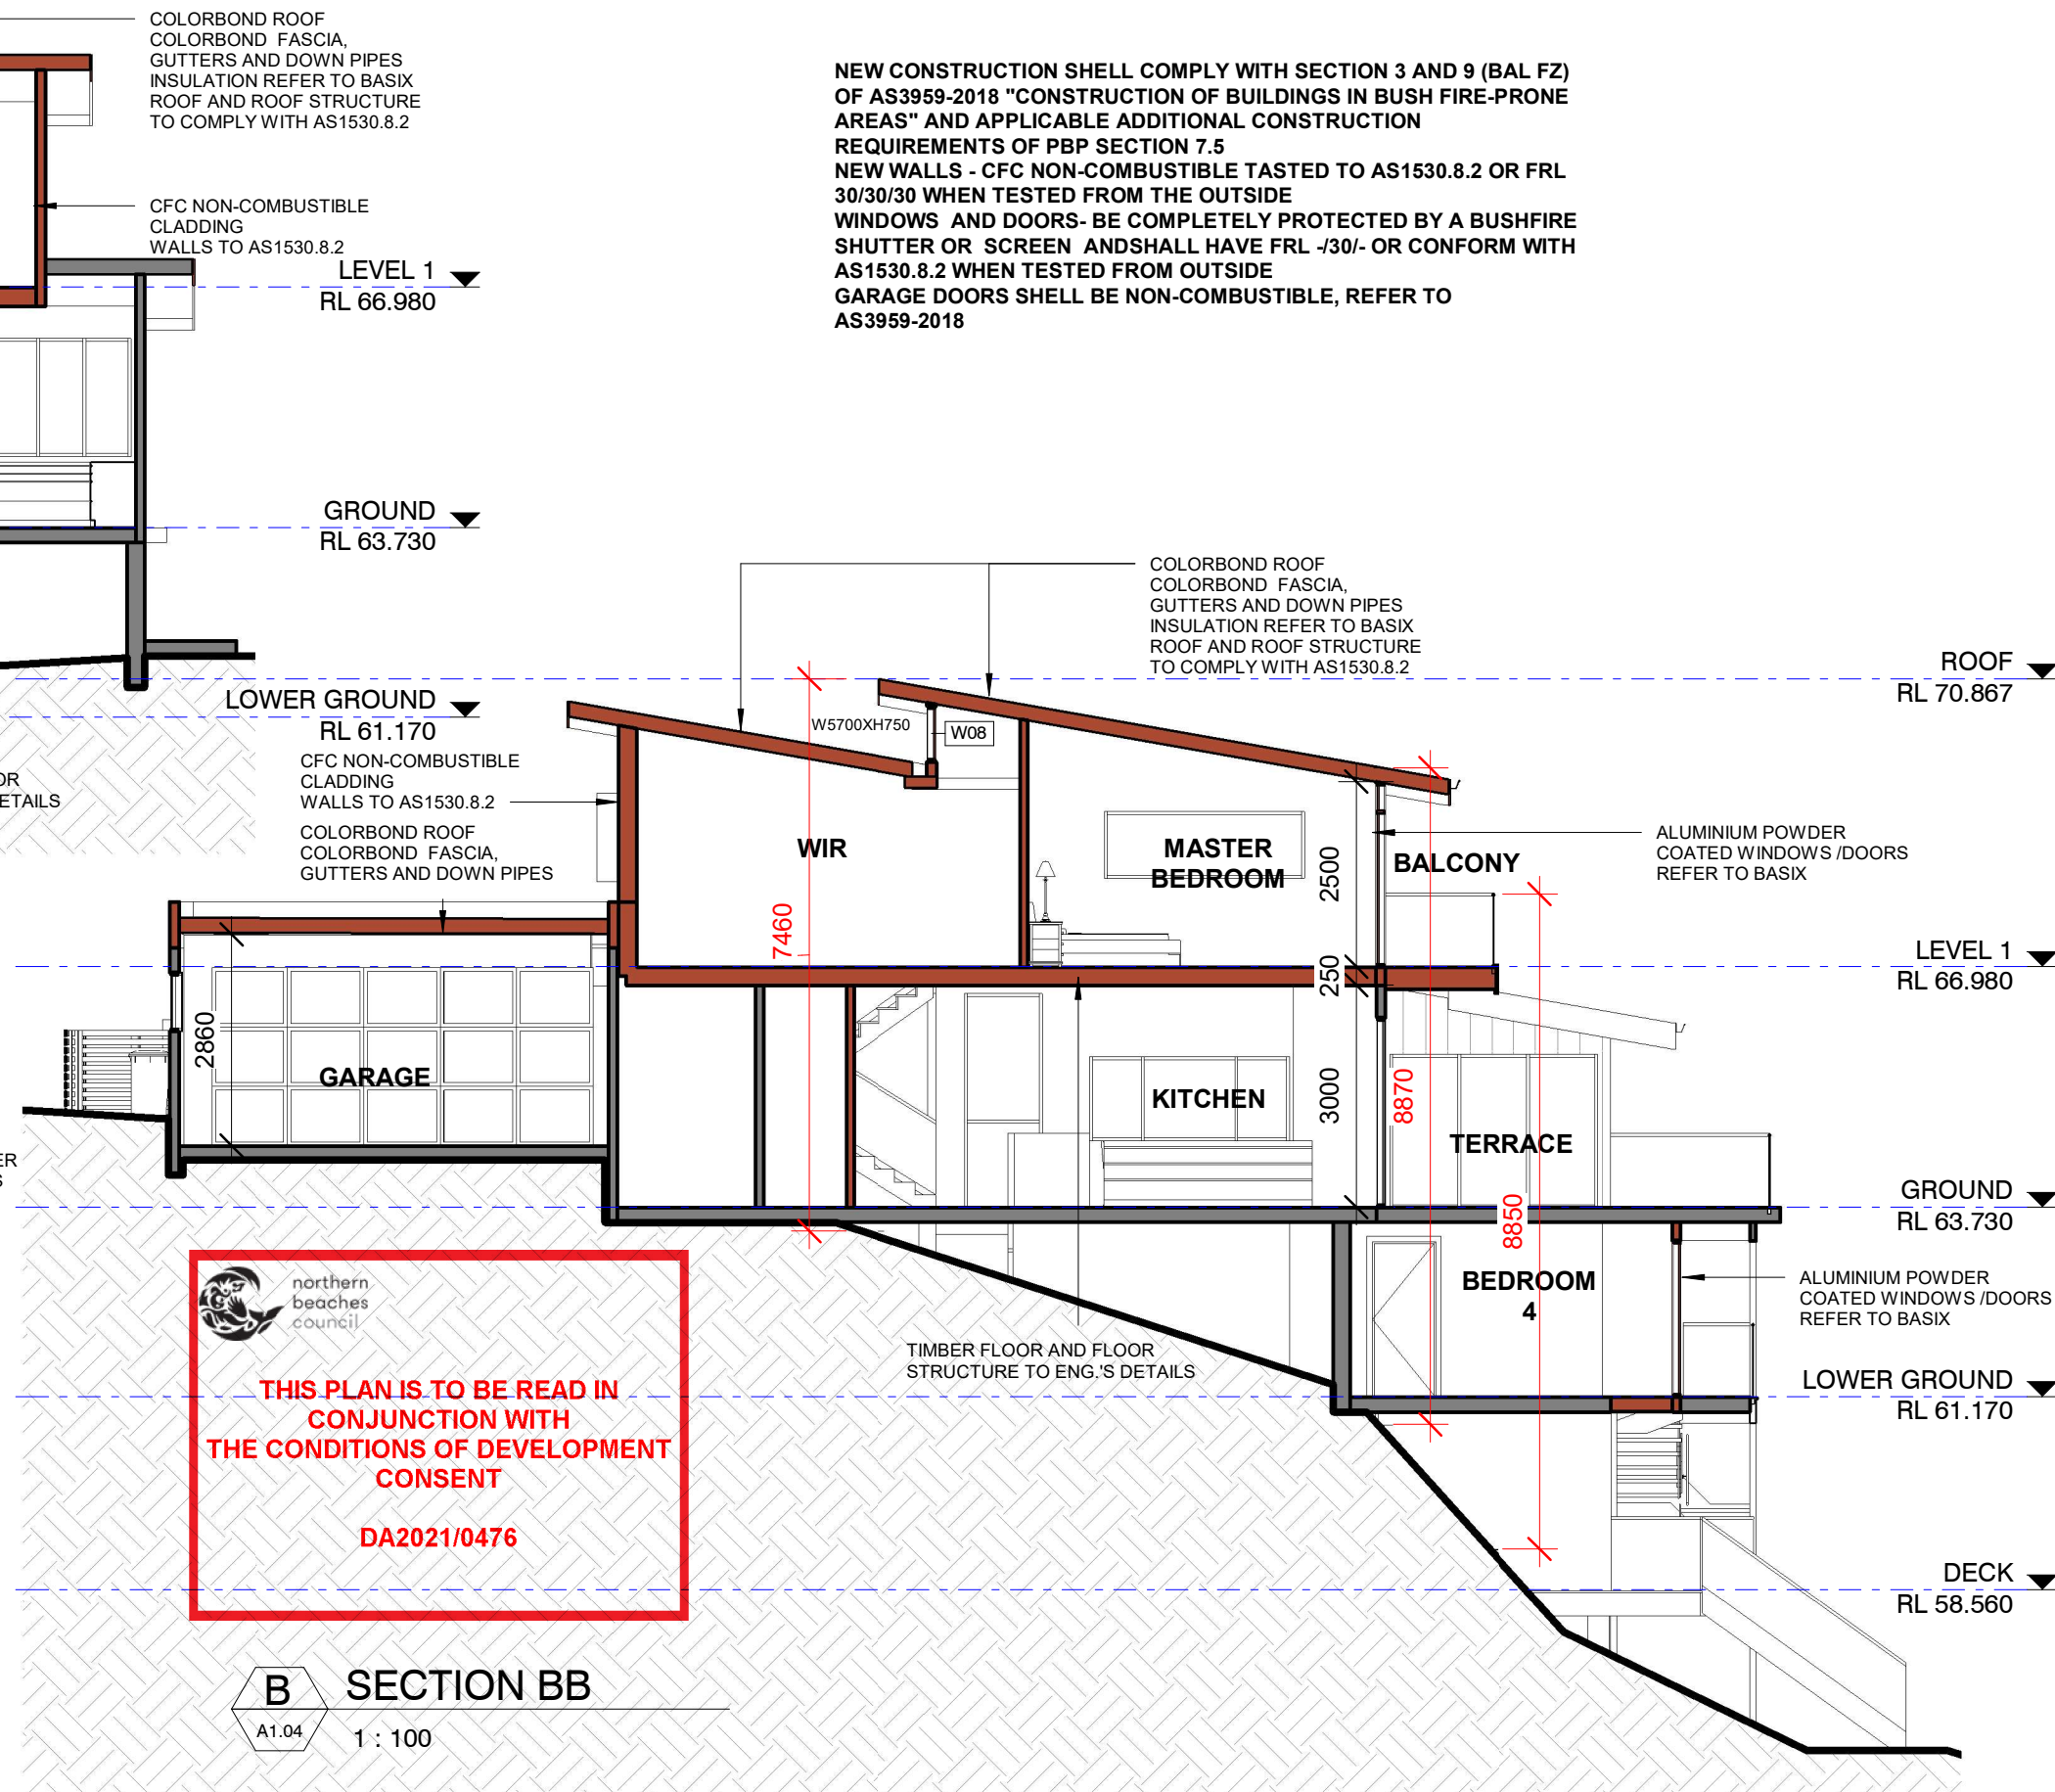 COLORBOND ROOF
COLORBOND FASCIA,
GUTTERS AND DOWN PIPES
INSULATION REFER TO BASIX
ROOF AND ROOF STRUCTURE
TO COMPLY WITH AS1530.8.2
CFC NON-COMBUSTIBLE
CLADDING
WALLS TO AS1530.8.2
LEVEL 1
RL 66.980
GROUND
RL 63.730
LOWER GROUND
RL 61.170
NEW CONSTRUCTION SHELL COMPLY WITH SECTION 3 AND 9 (BAL FZ)
OF AS3959-2018 "CONSTRUCTION OF BUILDINGS IN BUSH FIRE-PRONE
AREAS" AND APPLICABLE ADDITIONAL CONSTRUCTION
REQUIREMENTS OF PBP SECTION 7.5
NEW WALLS - CFC NON-COMBUSTIBLE TASTED TO AS1530.8.2 OR FRL
30/30/30 WHEN TESTED FROM THE OUTSIDE
WINDOWS AND DOORS- BE COMPLETELY PROTECTED BY A BUSHFIRE
SHUTTER OR SCREEN ANDSHALL HAVE FRL -/30/- OR CONFORM WITH
AS1530.8.2 WHEN TESTED FROM OUTSIDE
GARAGE DOORS SHELL BE NON-COMBUSTIBLE, REFER TO
AS3959-2018
COLORBOND ROOF
COLORBOND FASCIA,
GUTTERS AND DOWN PIPES
INSULATION REFER TO BASIX
ROOF AND ROOF STRUCTURE
TO COMPLY WITH AS1530.8.2
ROOF
RL 70.867
W5700XH750
W08
OR
ETAILS
CFC NON-COMBUSTIBLE
CLADDING
WALLS TO AS1530.8.2
COLORBOND ROOF
COLORBOND FASCIA,
GUTTERS AND DOWN PIPES
WIR
MASTER
BEDROOM
2500
BALCONY
ALUMINIUM POWDER
COATED WINDOWS /DOORS
REFER TO BASIX
7460
250
LEVEL 1
RL 66.980
2860
GARAGE
KITCHEN
3000
8870
TERRACE
ER
S
8850
GROUND
RL 63.730
BEDROOM
4
ALUMINIUM POWDER
COATED WINDOWS /DOORS
REFER TO BASIX
TIMBER FLOOR AND FLOOR
STRUCTURE TO ENG.'S DETAILS
LOWER GROUND
RL 61.170
northern
beaches
council
THIS PLAN IS TO BE READ IN
CONJUNCTION WITH
THE CONDITIONS OF DEVELOPMENT
CONSENT
DA2021/0476
DECK
RL 58.560
B
A1.04
SECTION BB
1 : 100